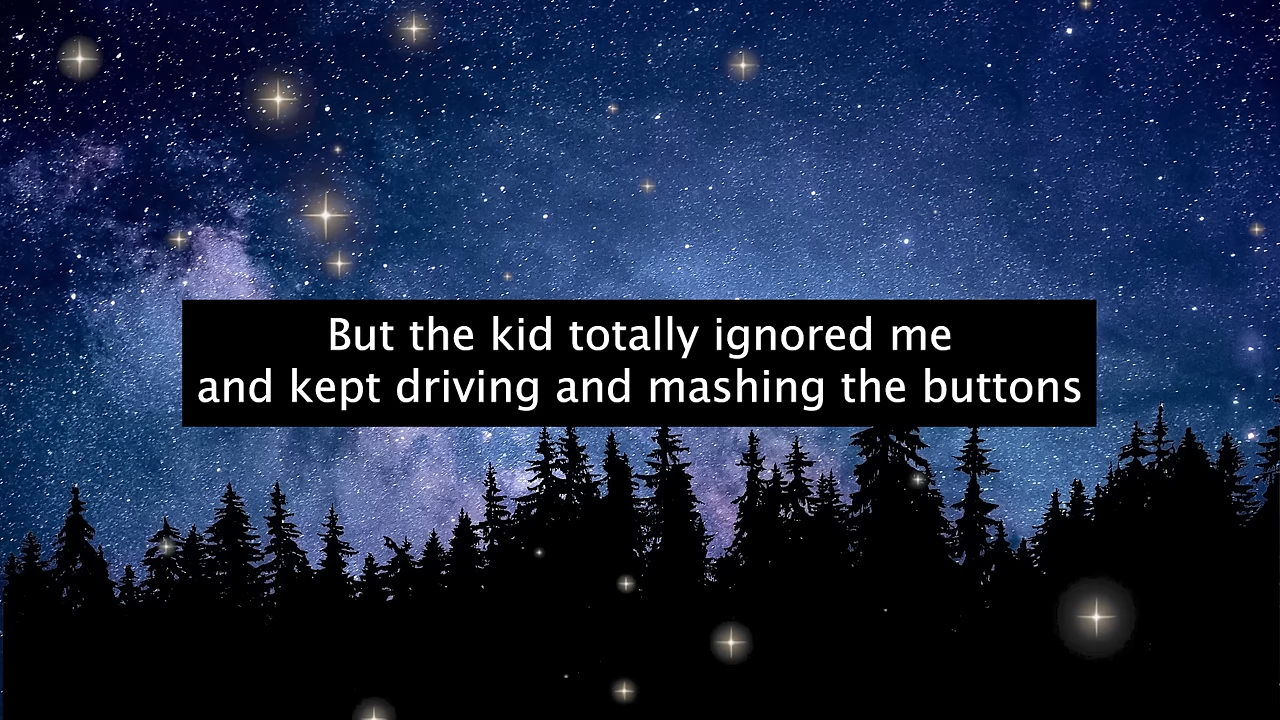 But the kid totally ignored me
and kept driving and mashing the buttons